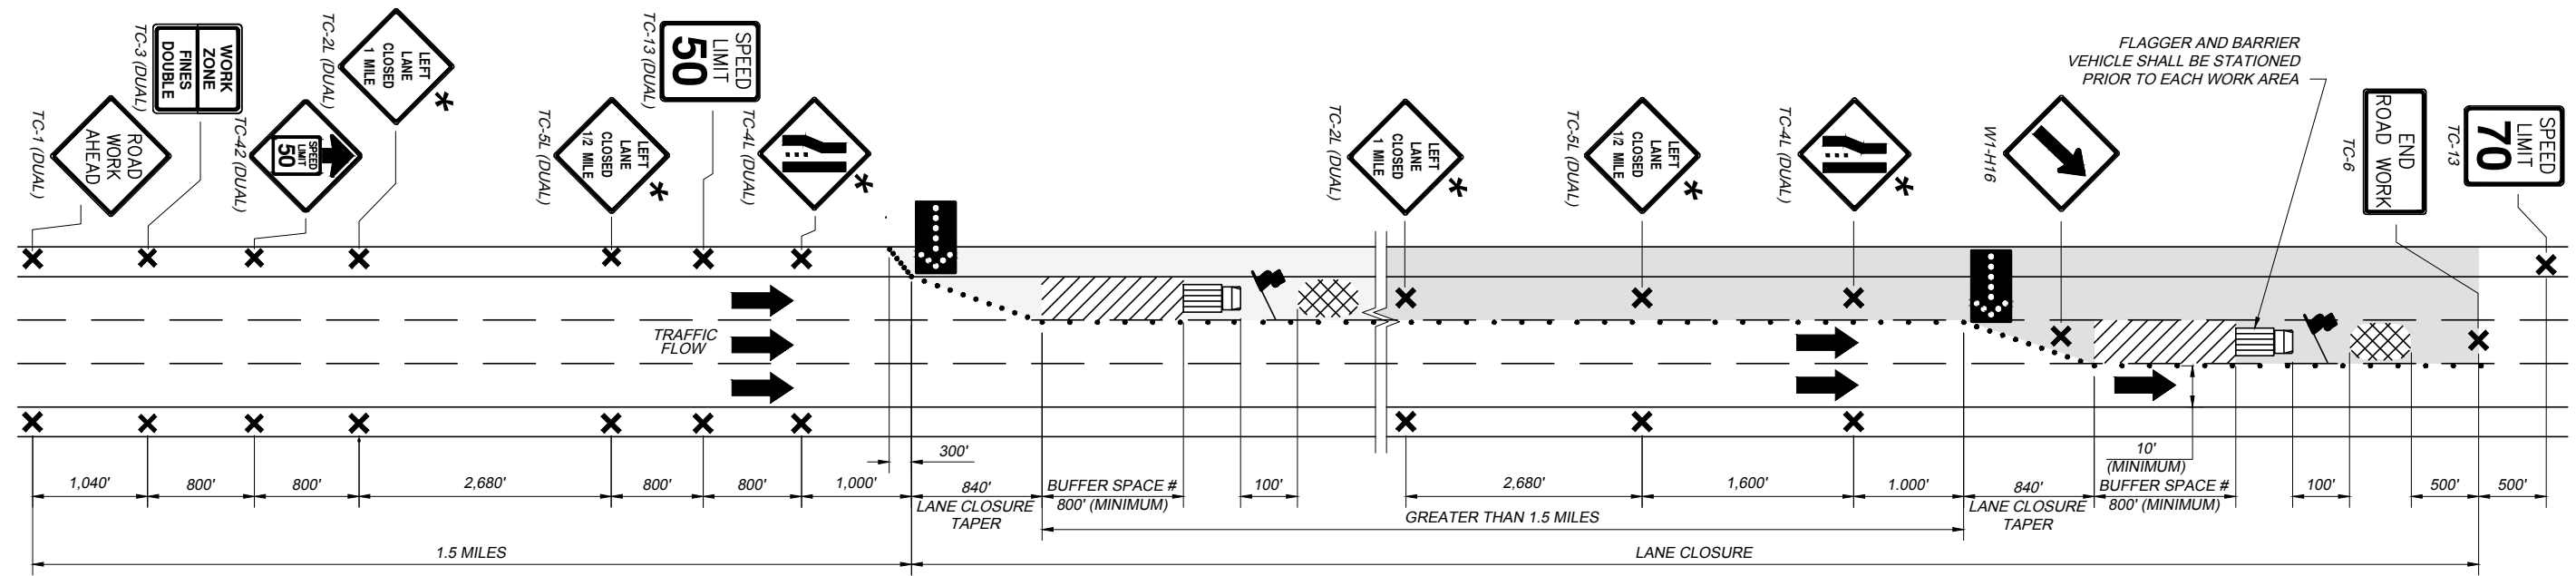 TC-1 (DUAL)
ROAD
WORK
AHEAD
TC-3 (DUAL)
WORK
ZONE
FINES
DOUBLE
TC-42 (DUAL)
SPEED
LIMIT
50
TC-2L (DUAL)
LEFT
LANE
CLOSED
1 MILE
*
TC-5L (DUAL)
LEFT
LANE
CLOSED
1/2 MILE
*
TC-13 (DUAL)
SPEED
LIMIT
50
TC-4L (DUAL)
*
TC-2L (DUAL)
LEFT
LANE
CLOSED
1 MILE
*
TC-5L (DUAL)
LEFT
LANE
CLOSED
1/2 MILE
*
TC-4L (DUAL)
*
FLAGGER AND BARRIER
VEHICLE SHALL BE STATIONED
PRIOR TO EACH WORK AREA
W1-H16
TC-6
END
ROAD WORK
TC-13
SPEED
LIMIT
70
TRAFFIC
FLOW
1,040'
800'
800'
2,680'
800'
800'
1,000'
300'
840'
LANE CLOSURE
TAPER
BUFFER SPACE #
800' (MINIMUM)
100'
2,680'
1,600'
1.000'
840'
LANE CLOSURE
TAPER
10'
(MINIMUM)
BUFFER SPACE #
800' (MINIMUM)
100'
500'
500'
GREATER THAN 1.5 MILES
1.5 MILES
LANE CLOSURE